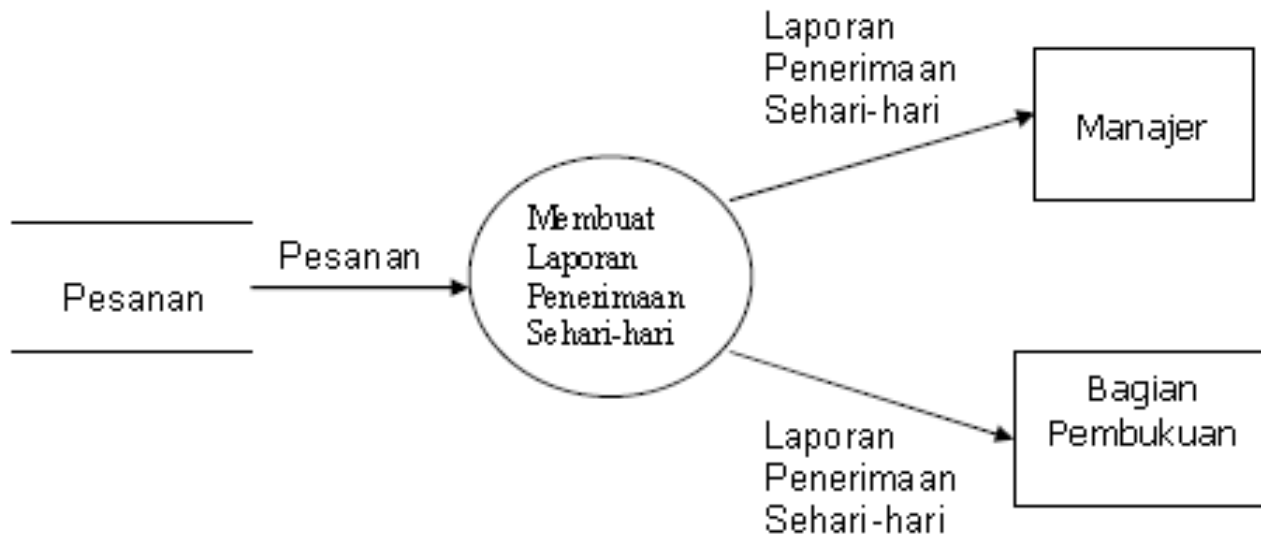 Laporan
Penerimaan
Sehari-hari
Manajer
Membuat
Laporan
Penerimaan
Sehari-hari
Pesanan
Pesanan
Bagian
Pembukuan
Laporan
Penerimaan
Sehari-hari